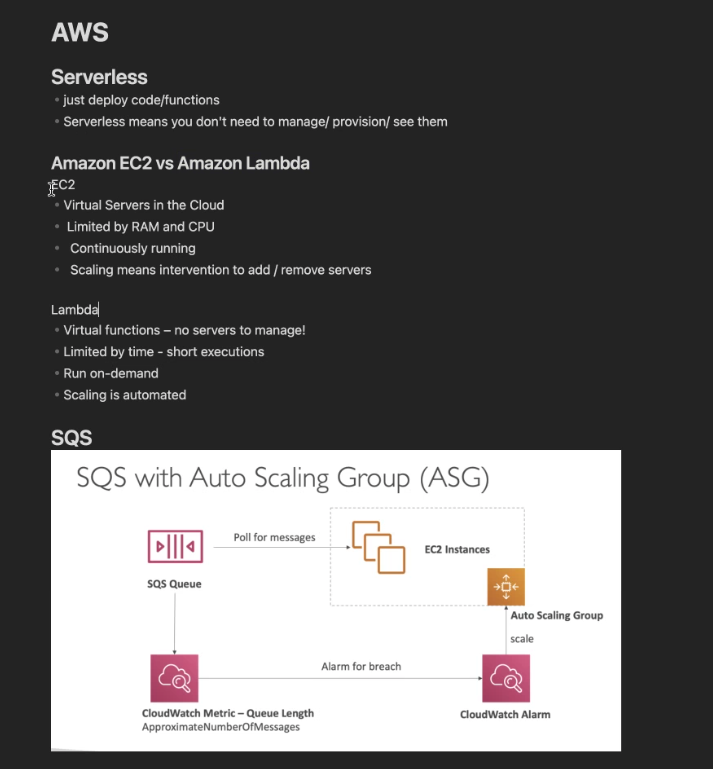 AWS
Serverless
• just deploy code/functions
• Serverless means you don't need to manage/ provision/ see them
Amazon EC2 vs Amazon Lambda
EC2
• Virtual Servers in the Cloud
• Limited by RAM and CPU
• Continuously running
• Scaling means intervention to add / remove servers
Lambda
• Virtual functions – no servers to manage!
• Limited by time - short executions
• Run on-demand
• Scaling is automated
SQS
SQS with Auto Scaling Group (ASG)
Poll for messages
EC2 Instances
SQS Queue
Auto Scaling Group
scale
Alarm for breach
CloudWatch Metric – Queue Length
ApproximateNumberOfMessages
CloudWatch Alarm